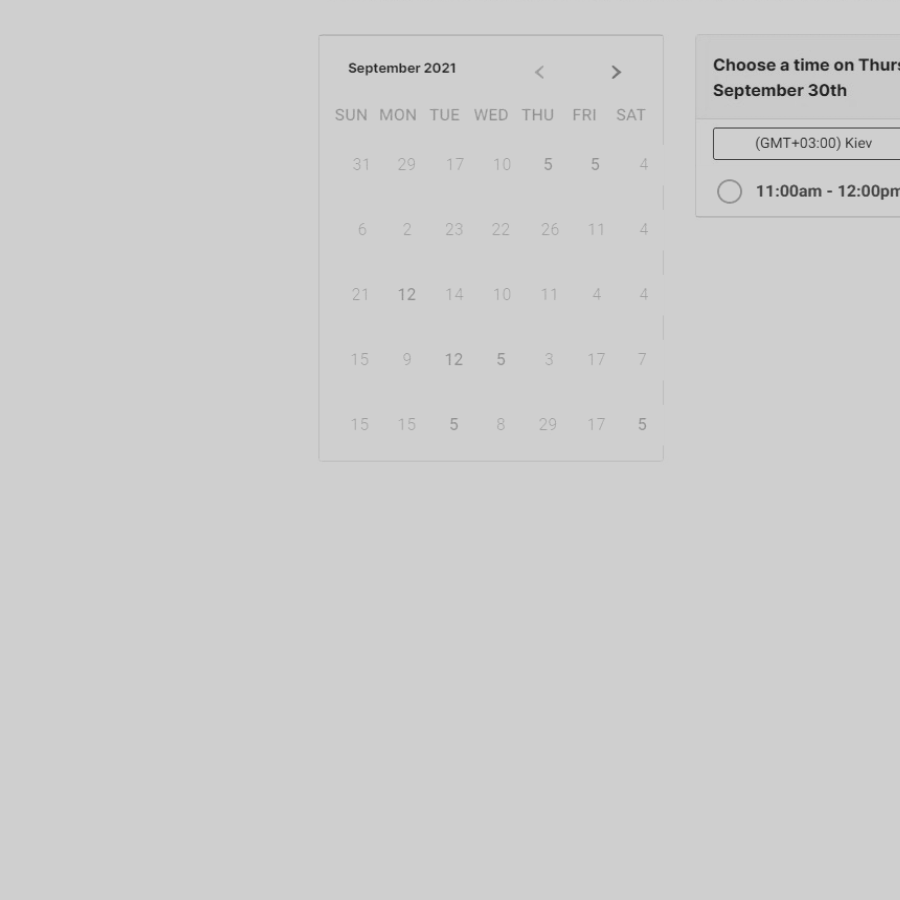 September 2021
SUN MON TUE WED THU FRI SAT
31 29 17 10 5 5 4
6 2 23 22 26 11 4
21 12 14 10 11 4 4
15 9 12 5 3 17 7
15 15 5 8 29 17 5
Choose a time on Thurs
September 30th
(GMT+03:00) Kiev
11:00am - 12:00pm